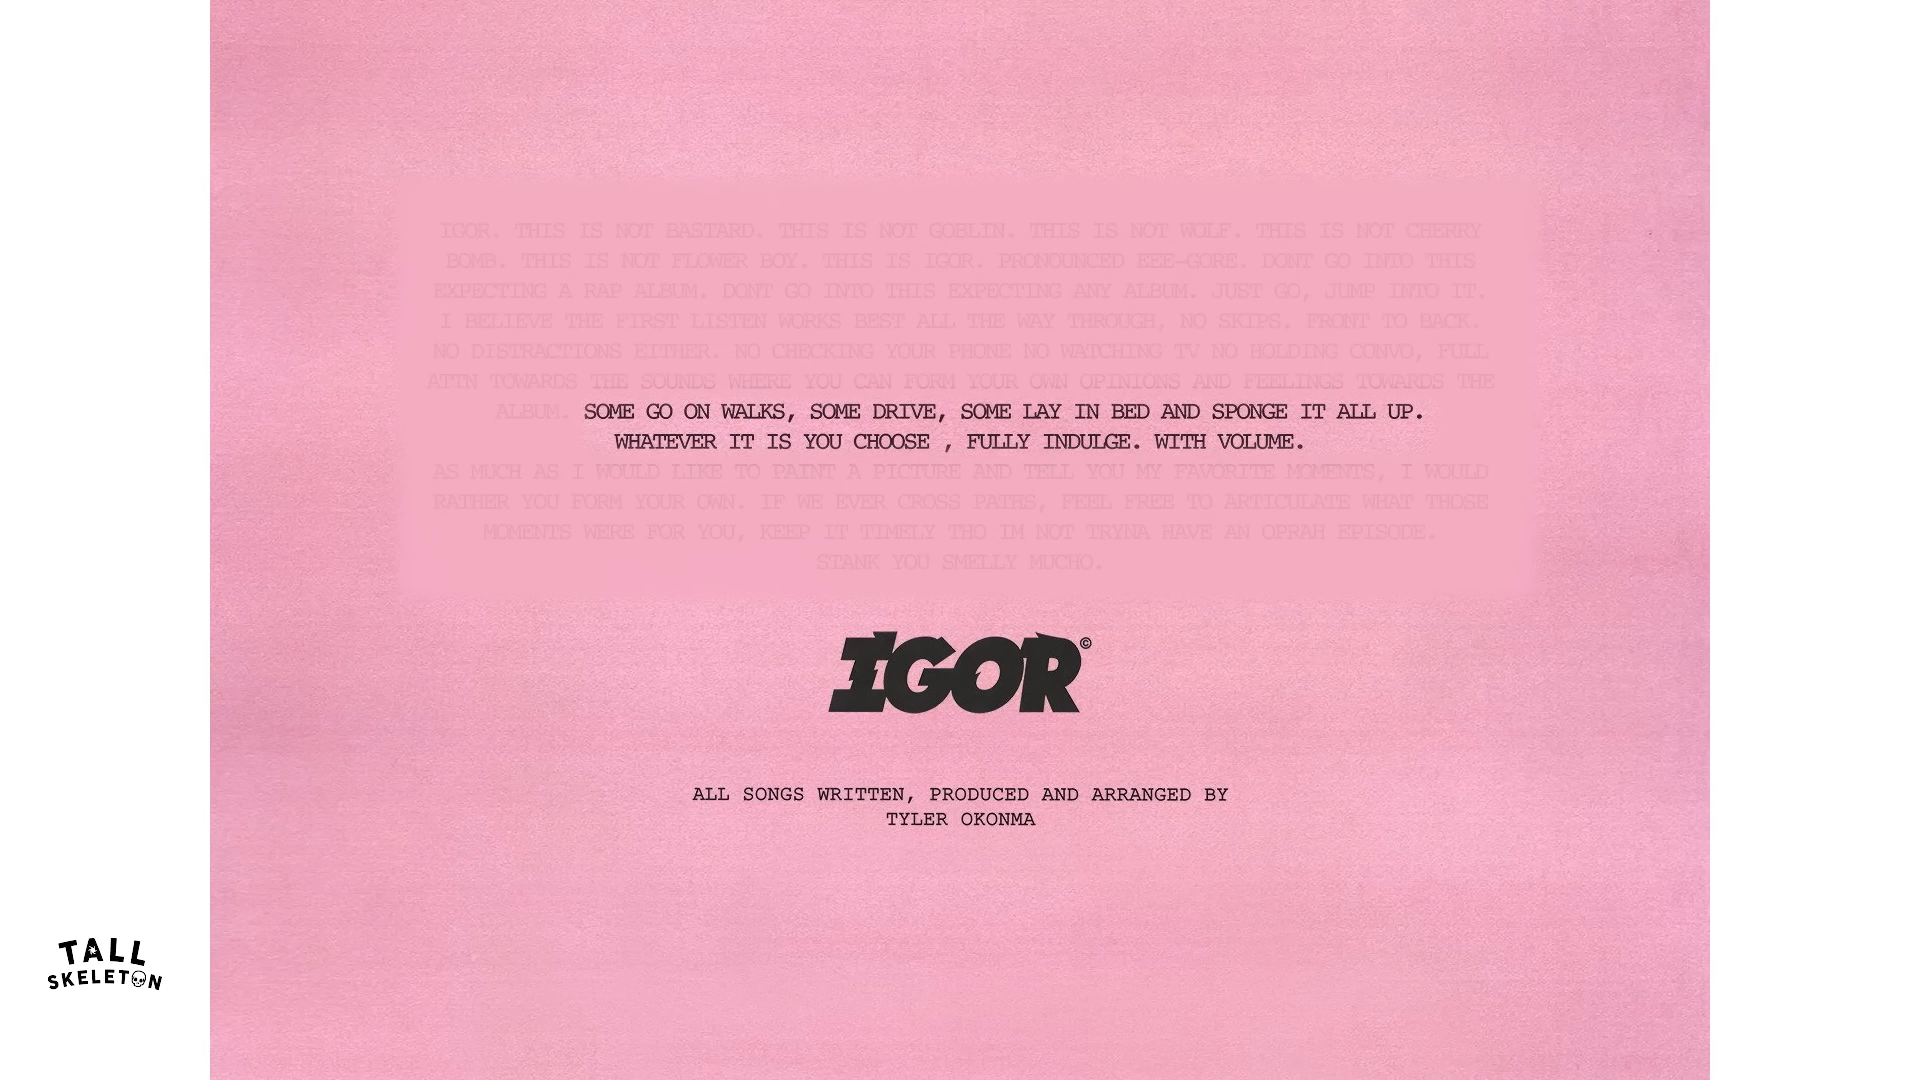 IGOR. THIS IS NOT BASTARD. THIS IS NOT GOBLIN. THIS IS NOT WOLF. THIS IS NOT CHERRY
BOMB. THIS IS NOT FLOWER BOY. THIS IS IGOR. PRONOUNCED EEE-GORE. DONT GO INTO THIS
EXPECTING A RAP ALBUM. DONT GO INTO THIS EXPECTING ANY ALBUM. JUST GO, JUMP INTO IT.
I BELIEVE THE FIRST LISTEN WORKS BEST ALL THE WAY THROUGH, NO SKIPS. FRONT TO BACK.
NO DISTRACTIONS EITHER. NO CHECKING YOUR PHONE NO WATCHING TV NO HOLDING CONVO, FULL
ATTN TOWARDS THE SOUNDS WHERE YOU CAN FORM YOUR OWN OPINIONS AND FEELINGS TOWARDS THE
ALBUM. SOME GO ON WALKS, SOME DRIVE, SOME LAY IN BED AND SPONGE IT ALL UP.
WHATEVER IT IS YOU CHOOSE , FULLY INDULGE. WITH VOLUME.
AS MUCH AS I WOULD LIKE TO PAINT A PICTURE AND TELL YOU MY FAVORITE MOMENTS, I WOULD
RATHER YOU FORM YOUR OWN. IF WE EVER CROSS PATHS, FEEL FREE TO ARTICULATE WHAT THOSE
MOMENTS WERE FOR YOU, KEEP IT TIMELY THO IM NOT TRYNA HAVE AN OPRAH EPISODE.
STANK YOU SMELLY MUCHO.
IGOR©
ALL SONGS WRITTEN, PRODUCED AND ARRANGED BY
TYLER OKONMA
TALL
SKELETON